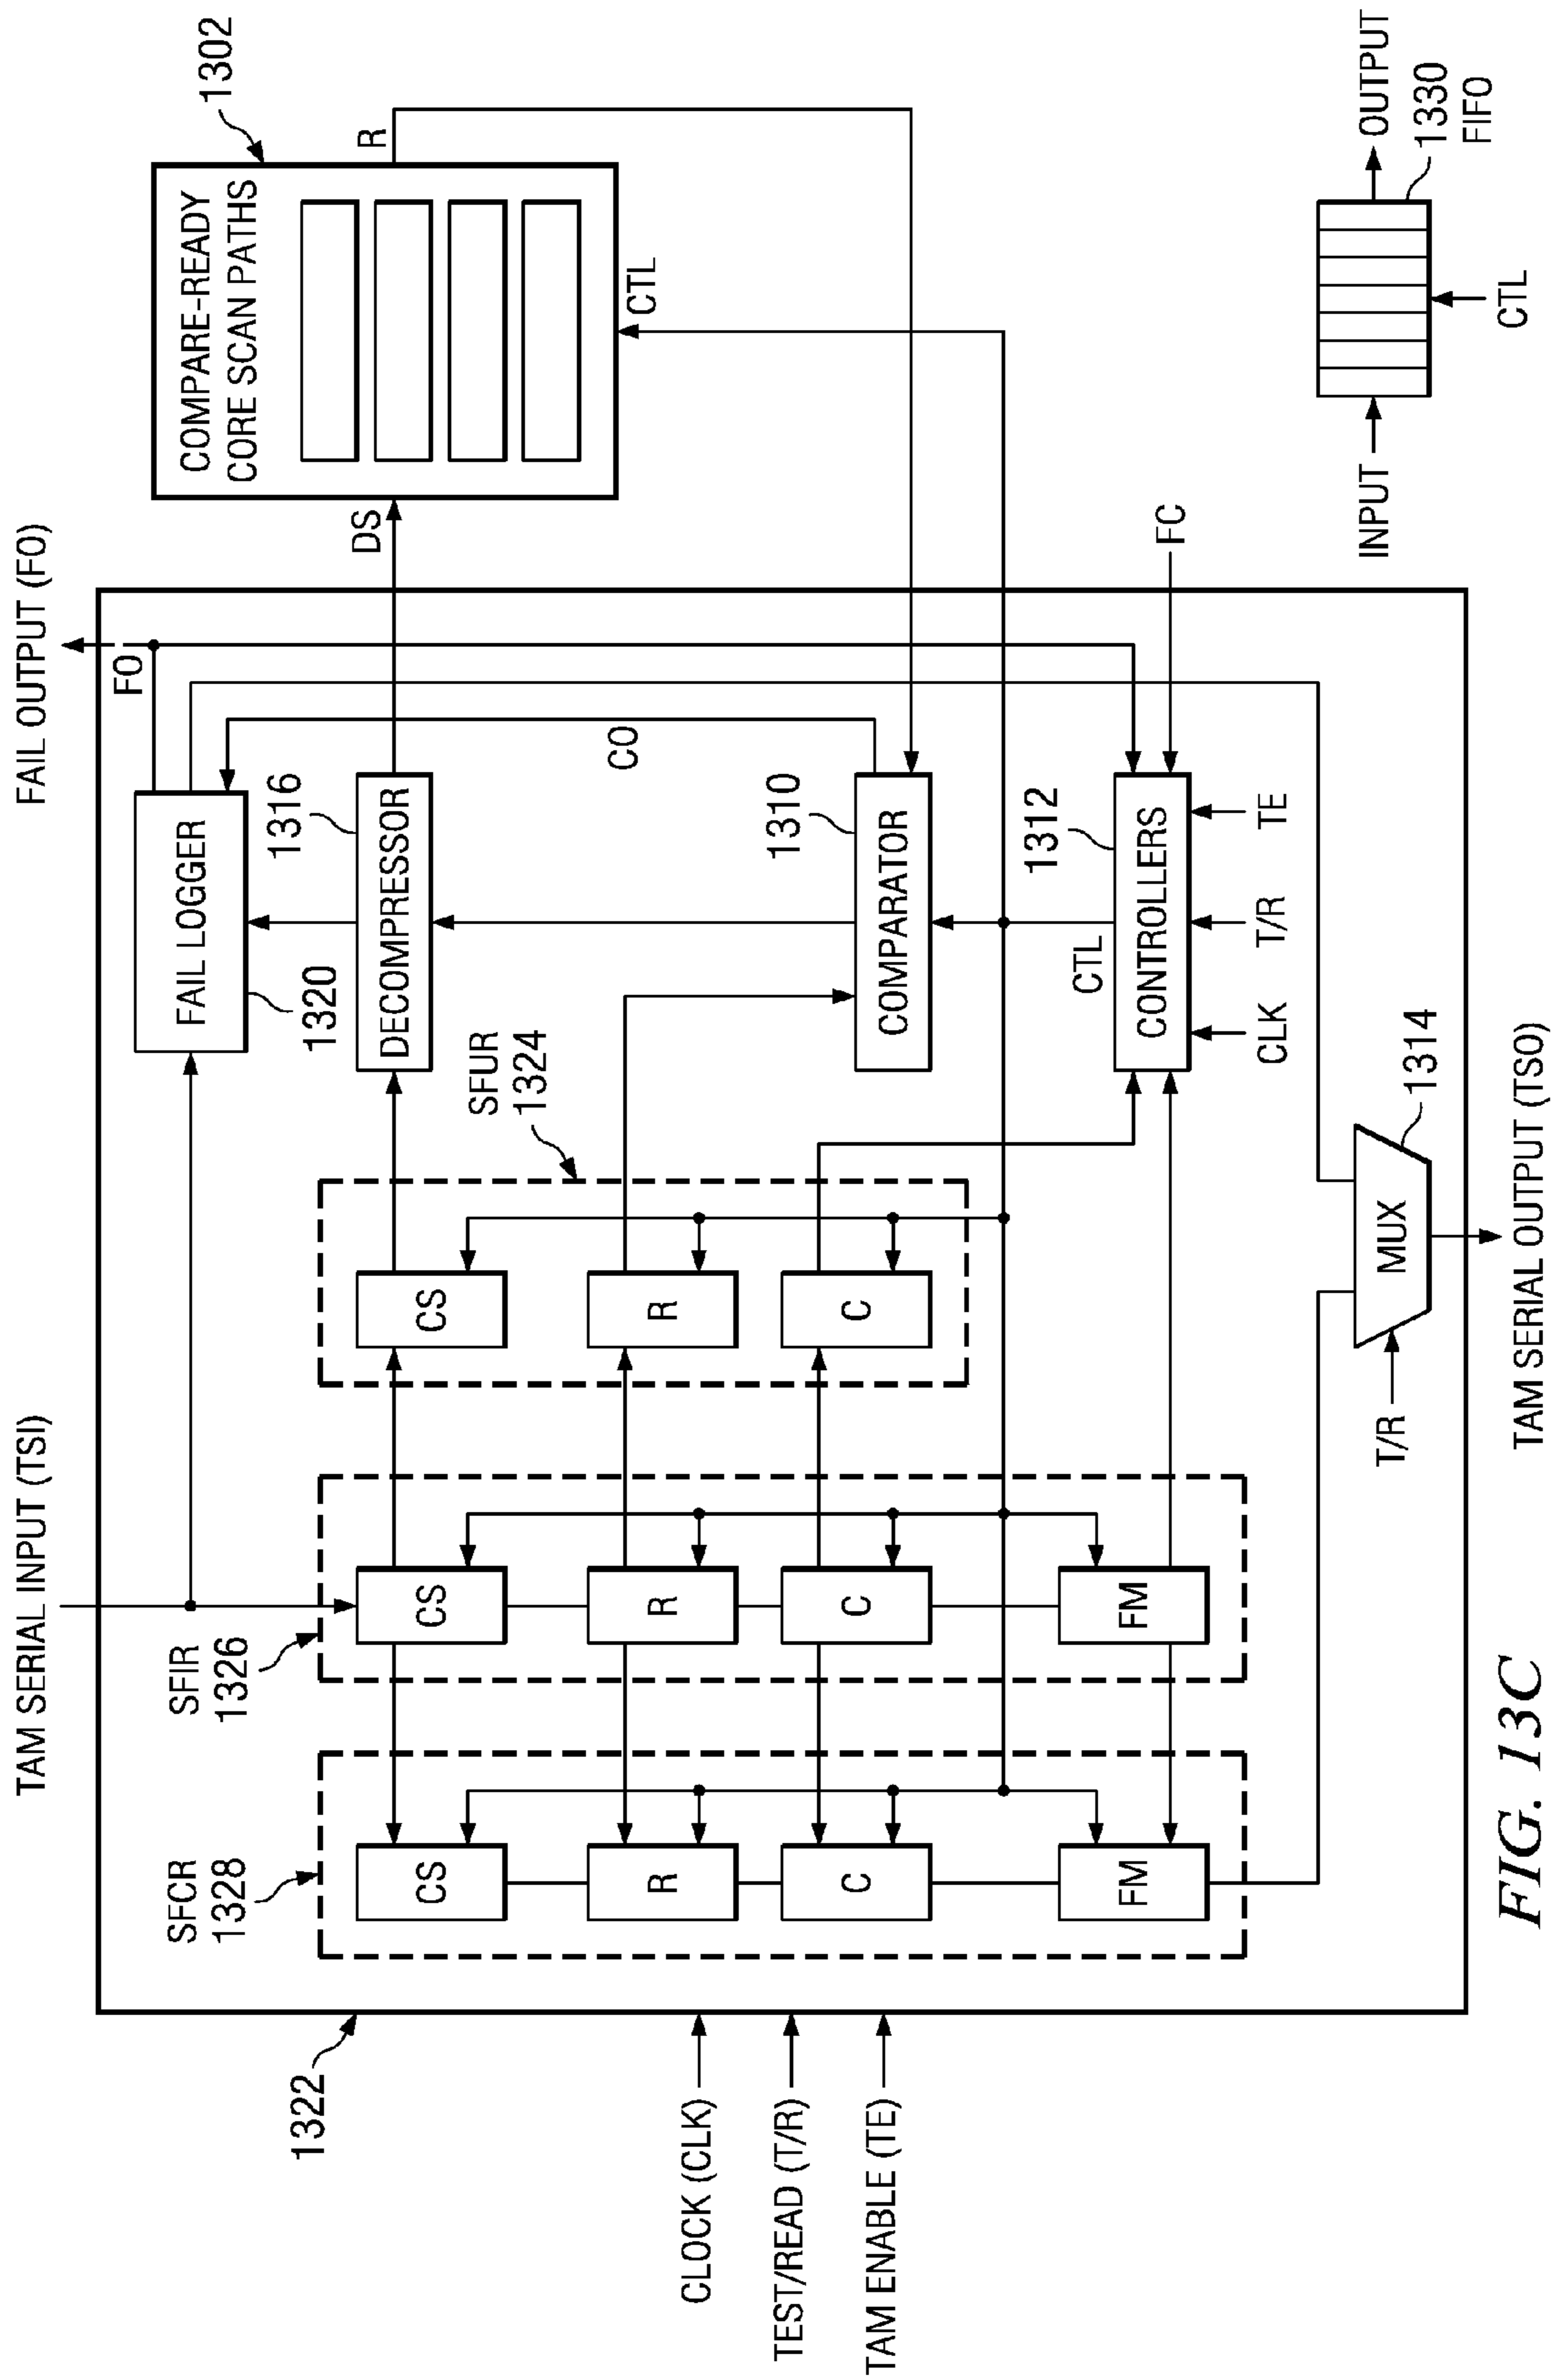 TAM SERIAL INPUT (TSI)
FAIL OUTPUT (FO)
SFCR
1328
SFIR
1326
FAIL LOGGER
1320
FO
1322
CS
CS
CS
DECOMPRESSOR
1316
DS
COMPARE-READY
CORE SCAN PATHS
1302
R
CTL
SFUR
1324
CO
CLOCK (CLK)
TEST/READ (T/R)
TAM ENABLE (TE)
R
R
R
COMPARATOR
1310
C
C
C
CTL
CONTROLLERS
1312
FC
FM
FM
CLK
T/R
TE
T/R
MUX
1314
TAM SERIAL OUTPUT (TSO)
INPUT
OUTPUT
1330
FIFO
CTL
FIG. 13C